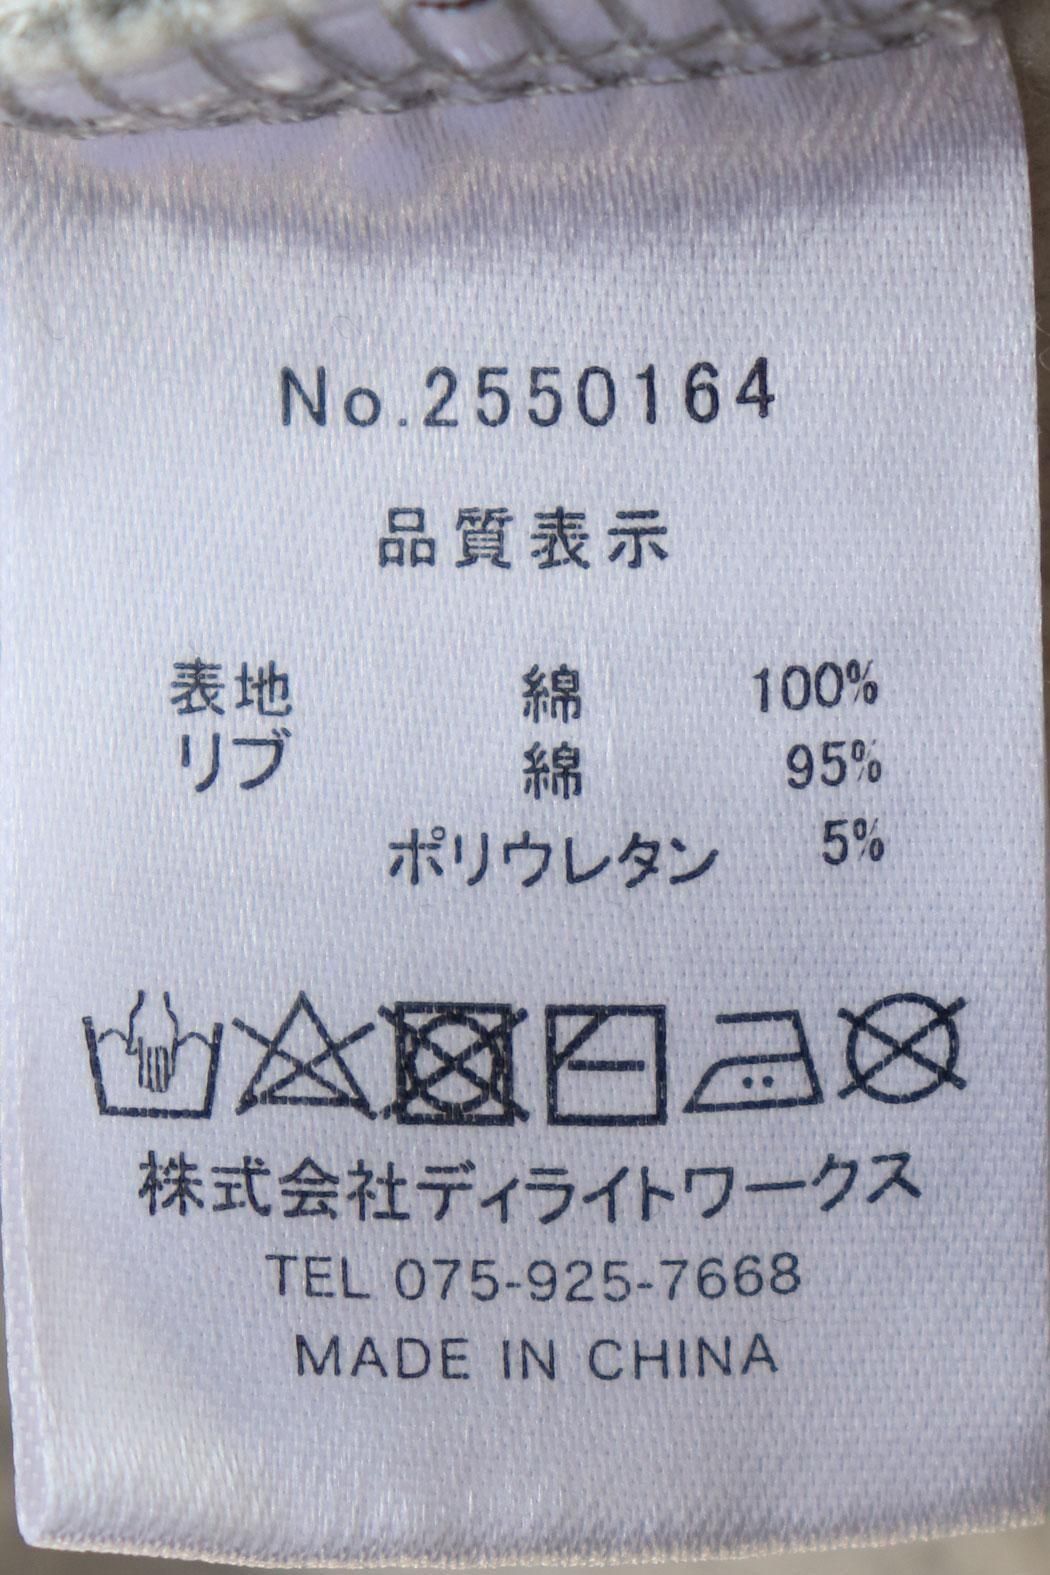 No.2550164
品質表示
表地 綿 100%
リブ 綿 95%
ポリウレタン 5%
株式会社ディライトワークス
TEL 075-925-7668
MADE IN CHINA